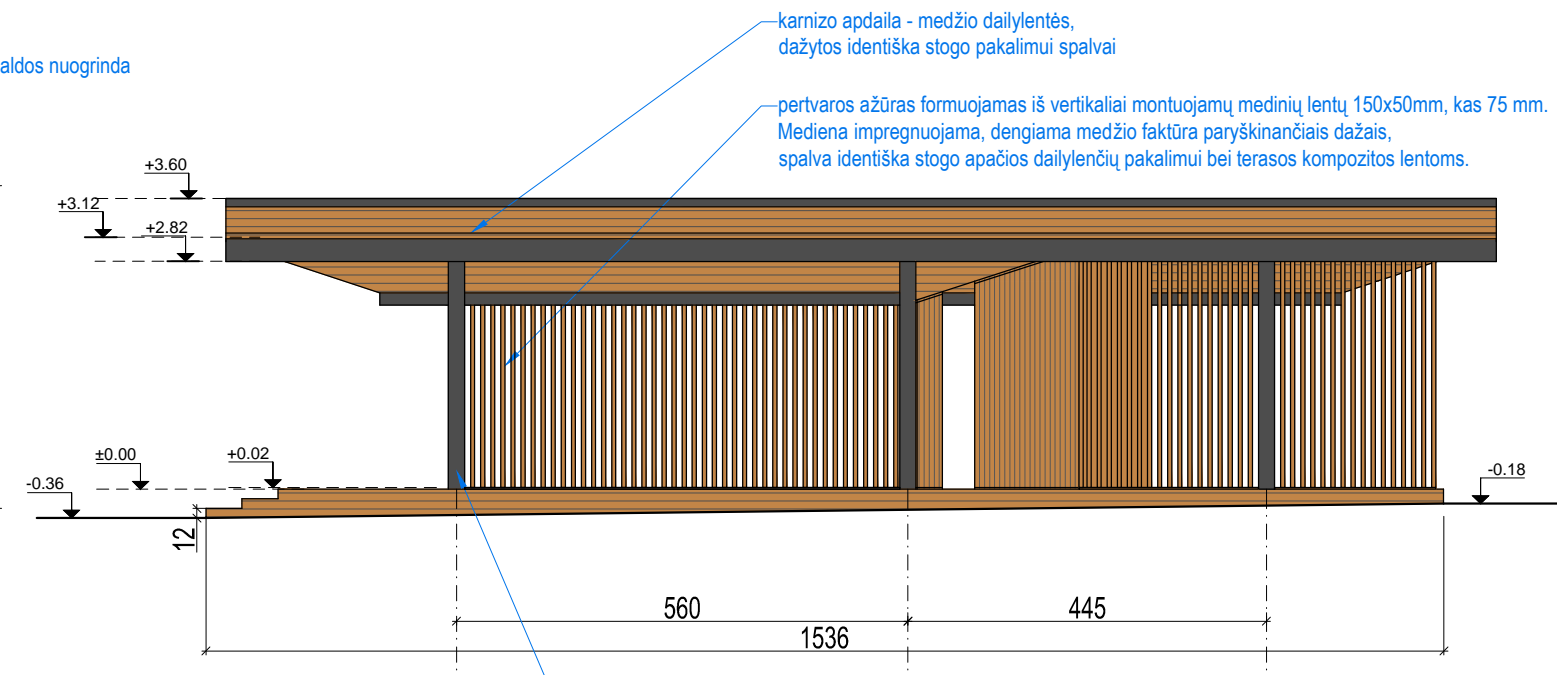 karnizo apdaila - medžio dailylentės,
dažytos identiška stogo pakalimui spalvai
aldos nuogrinda
pertvaros ažūras formuojamas iš vertikaliai montuojamų medinių lentų 150x50mm, kas 75 mm.
Mediena impregnuojama, dengiama medžio faktūra paryškinančiais dažais,
spalva identiška stogo apačios dailylenčių pakalimui bei terasos kompozitos lentoms.
+3.60
+3.12
+2.82
±0.00
+0.02
-0.36
-0.18
12
560
445
1536